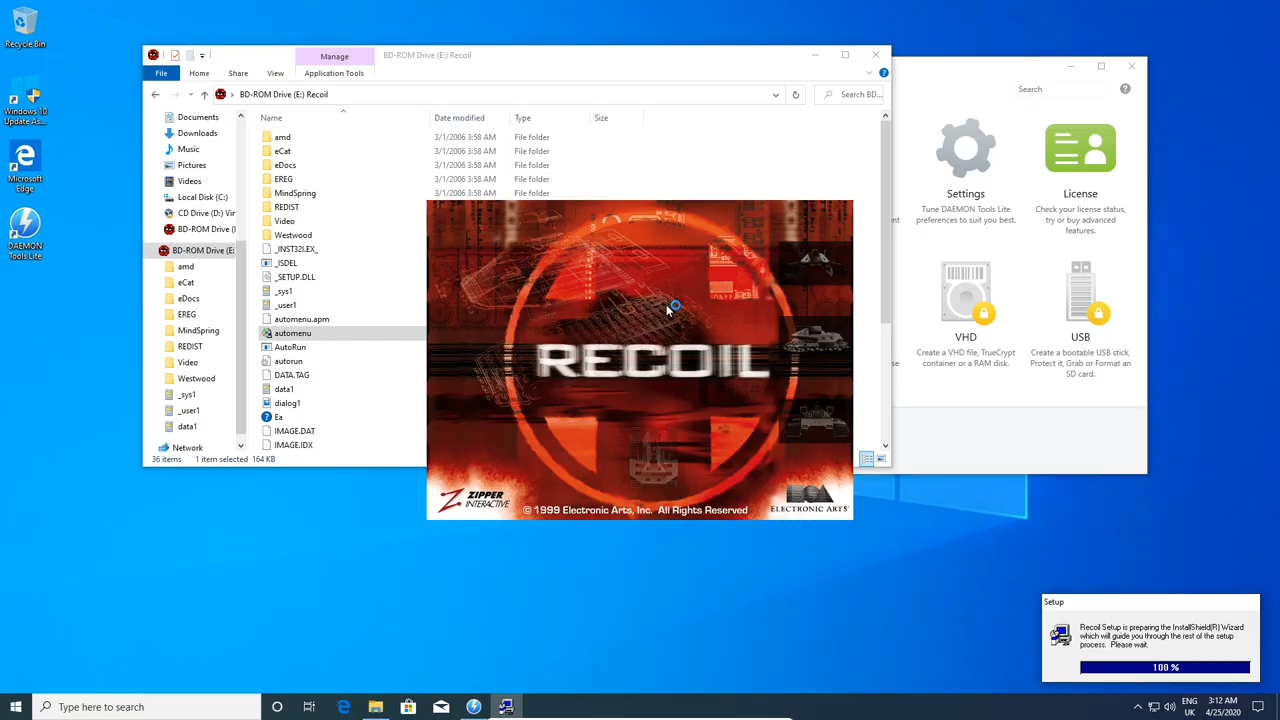 Recycle Bin
Windows 10
Update As...
Microsoft
Edge
DAEMON
Tools Lite
Manage
BD-ROM Drive (E:) Recoil
File
Home
Share
View
Application Tools
BD-ROM Drive (E:) Recoil
Search BD...
Documents
Downloads
Music
Pictures
Videos
Local Disk (C:)
CD Drive (D:) Vir
BD-ROM Drive (
BD-ROM Drive (E:
amd
eCat
eDocs
EREG
MindSpring
REDIST
Video
Westwood
_sys1
_user1
data1
Network
Name
Date modified
Type
Size
amd 3/1/2006 3:58 AM File folder
eCat 3/1/2006 3:58 AM File folder
eDocs 3/1/2006 3:58 AM File folder
EREG 3/1/2006 3:58 AM File folder
MindSpring 3/1/2006 3:58 AM File folder
REDIST
Video
Westwood
_INST32I.EX_
_ISDEL
_SETUP.DLL
_sys1
_user1
automenu.apm
automenu
AutoRun
autorun
DATA.TAG
data1
dialog1
Ea
IMAGE.DAT
IMAGE.IDX
36 items
1 item selected 164 KB
RECOIL
ZIPPER
INTERACTIVE
© 1999 Electronic Arts, Inc. All Rights Reserved
ELECTRONIC ARTS™
Search
Settings
Tune DAEMON Tools Lite
preferences to suit you best.
License
Check your license status,
try or buy advanced
features.
VHD
Create a VHD file, TrueCrypt
container or a RAM disk.
USB
Create a bootable USB stick,
Protect it, Grab or Format an
SD card.
Setup
Recoil Setup is preparing the InstallShield(R) Wizard
which will guide you through the rest of the setup
process. Please wait.
100 %
Type here to search
ENG
UK
3:12 AM
4/25/2020